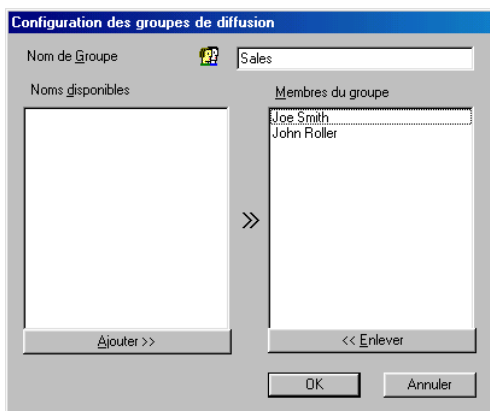 Configuration des groupes de diffusion
Nom de Groupe
Sales
Noms disponibles
Membres du groupe
Joe Smith
John Roller
>>
Ajouter >>
<< Enlever
OK
Annuler